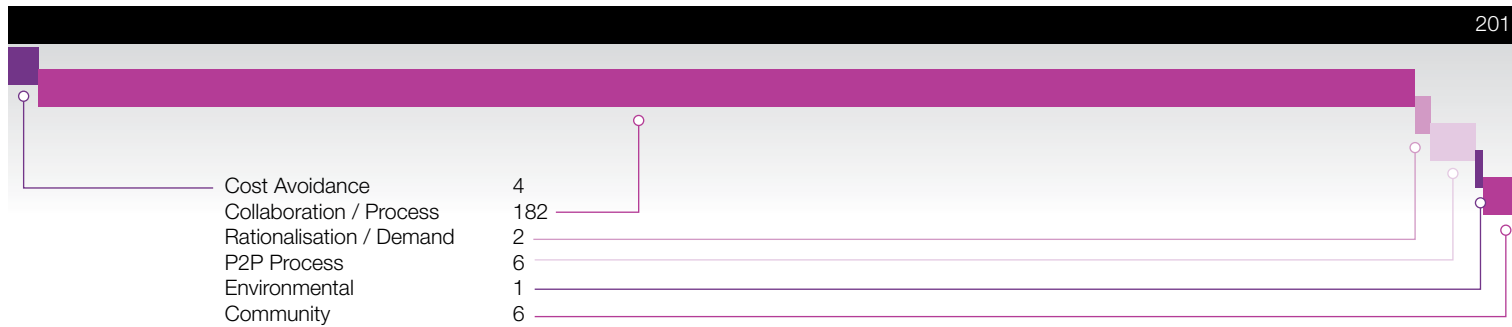 201
Cost Avoidance 4
Collaboration / Process 182
Rationalisation / Demand 2
P2P Process 6
Environmental 1
Community 6